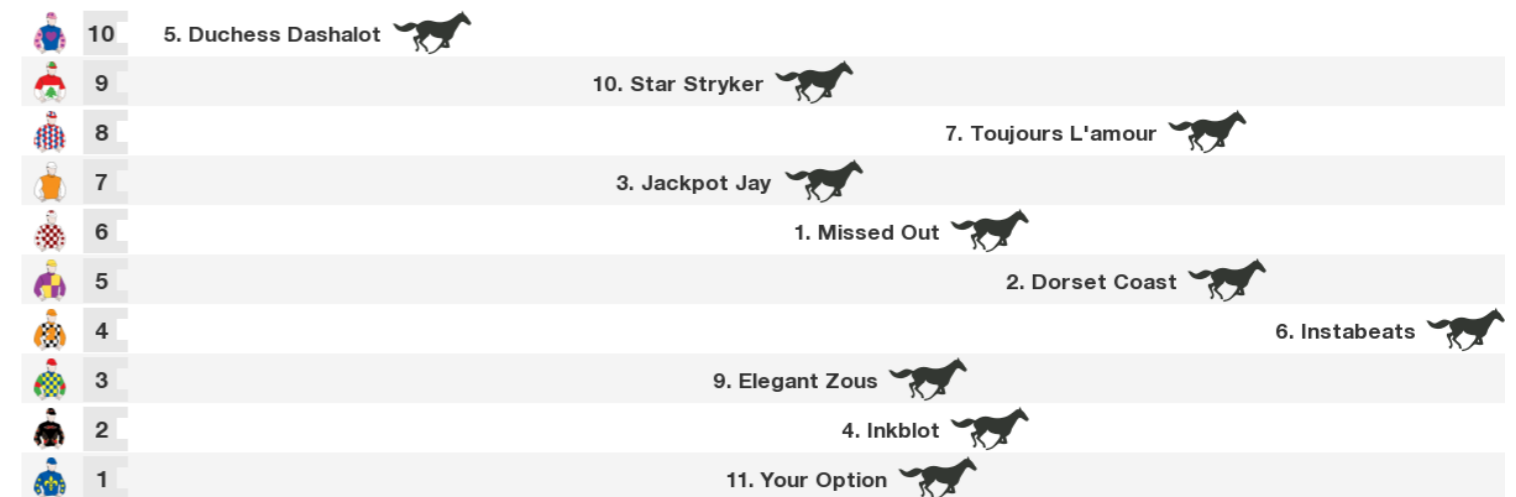 10 5. Duchess Dashalot
9 10. Star Stryker
8 7. Toujours L'amour
7 3. Jackpot Jay
6 1. Missed Out
5 2. Dorset Coast
4 6. Instabeats
3 9. Elegant Zous
2 4. Inkblot
1 11. Your Option